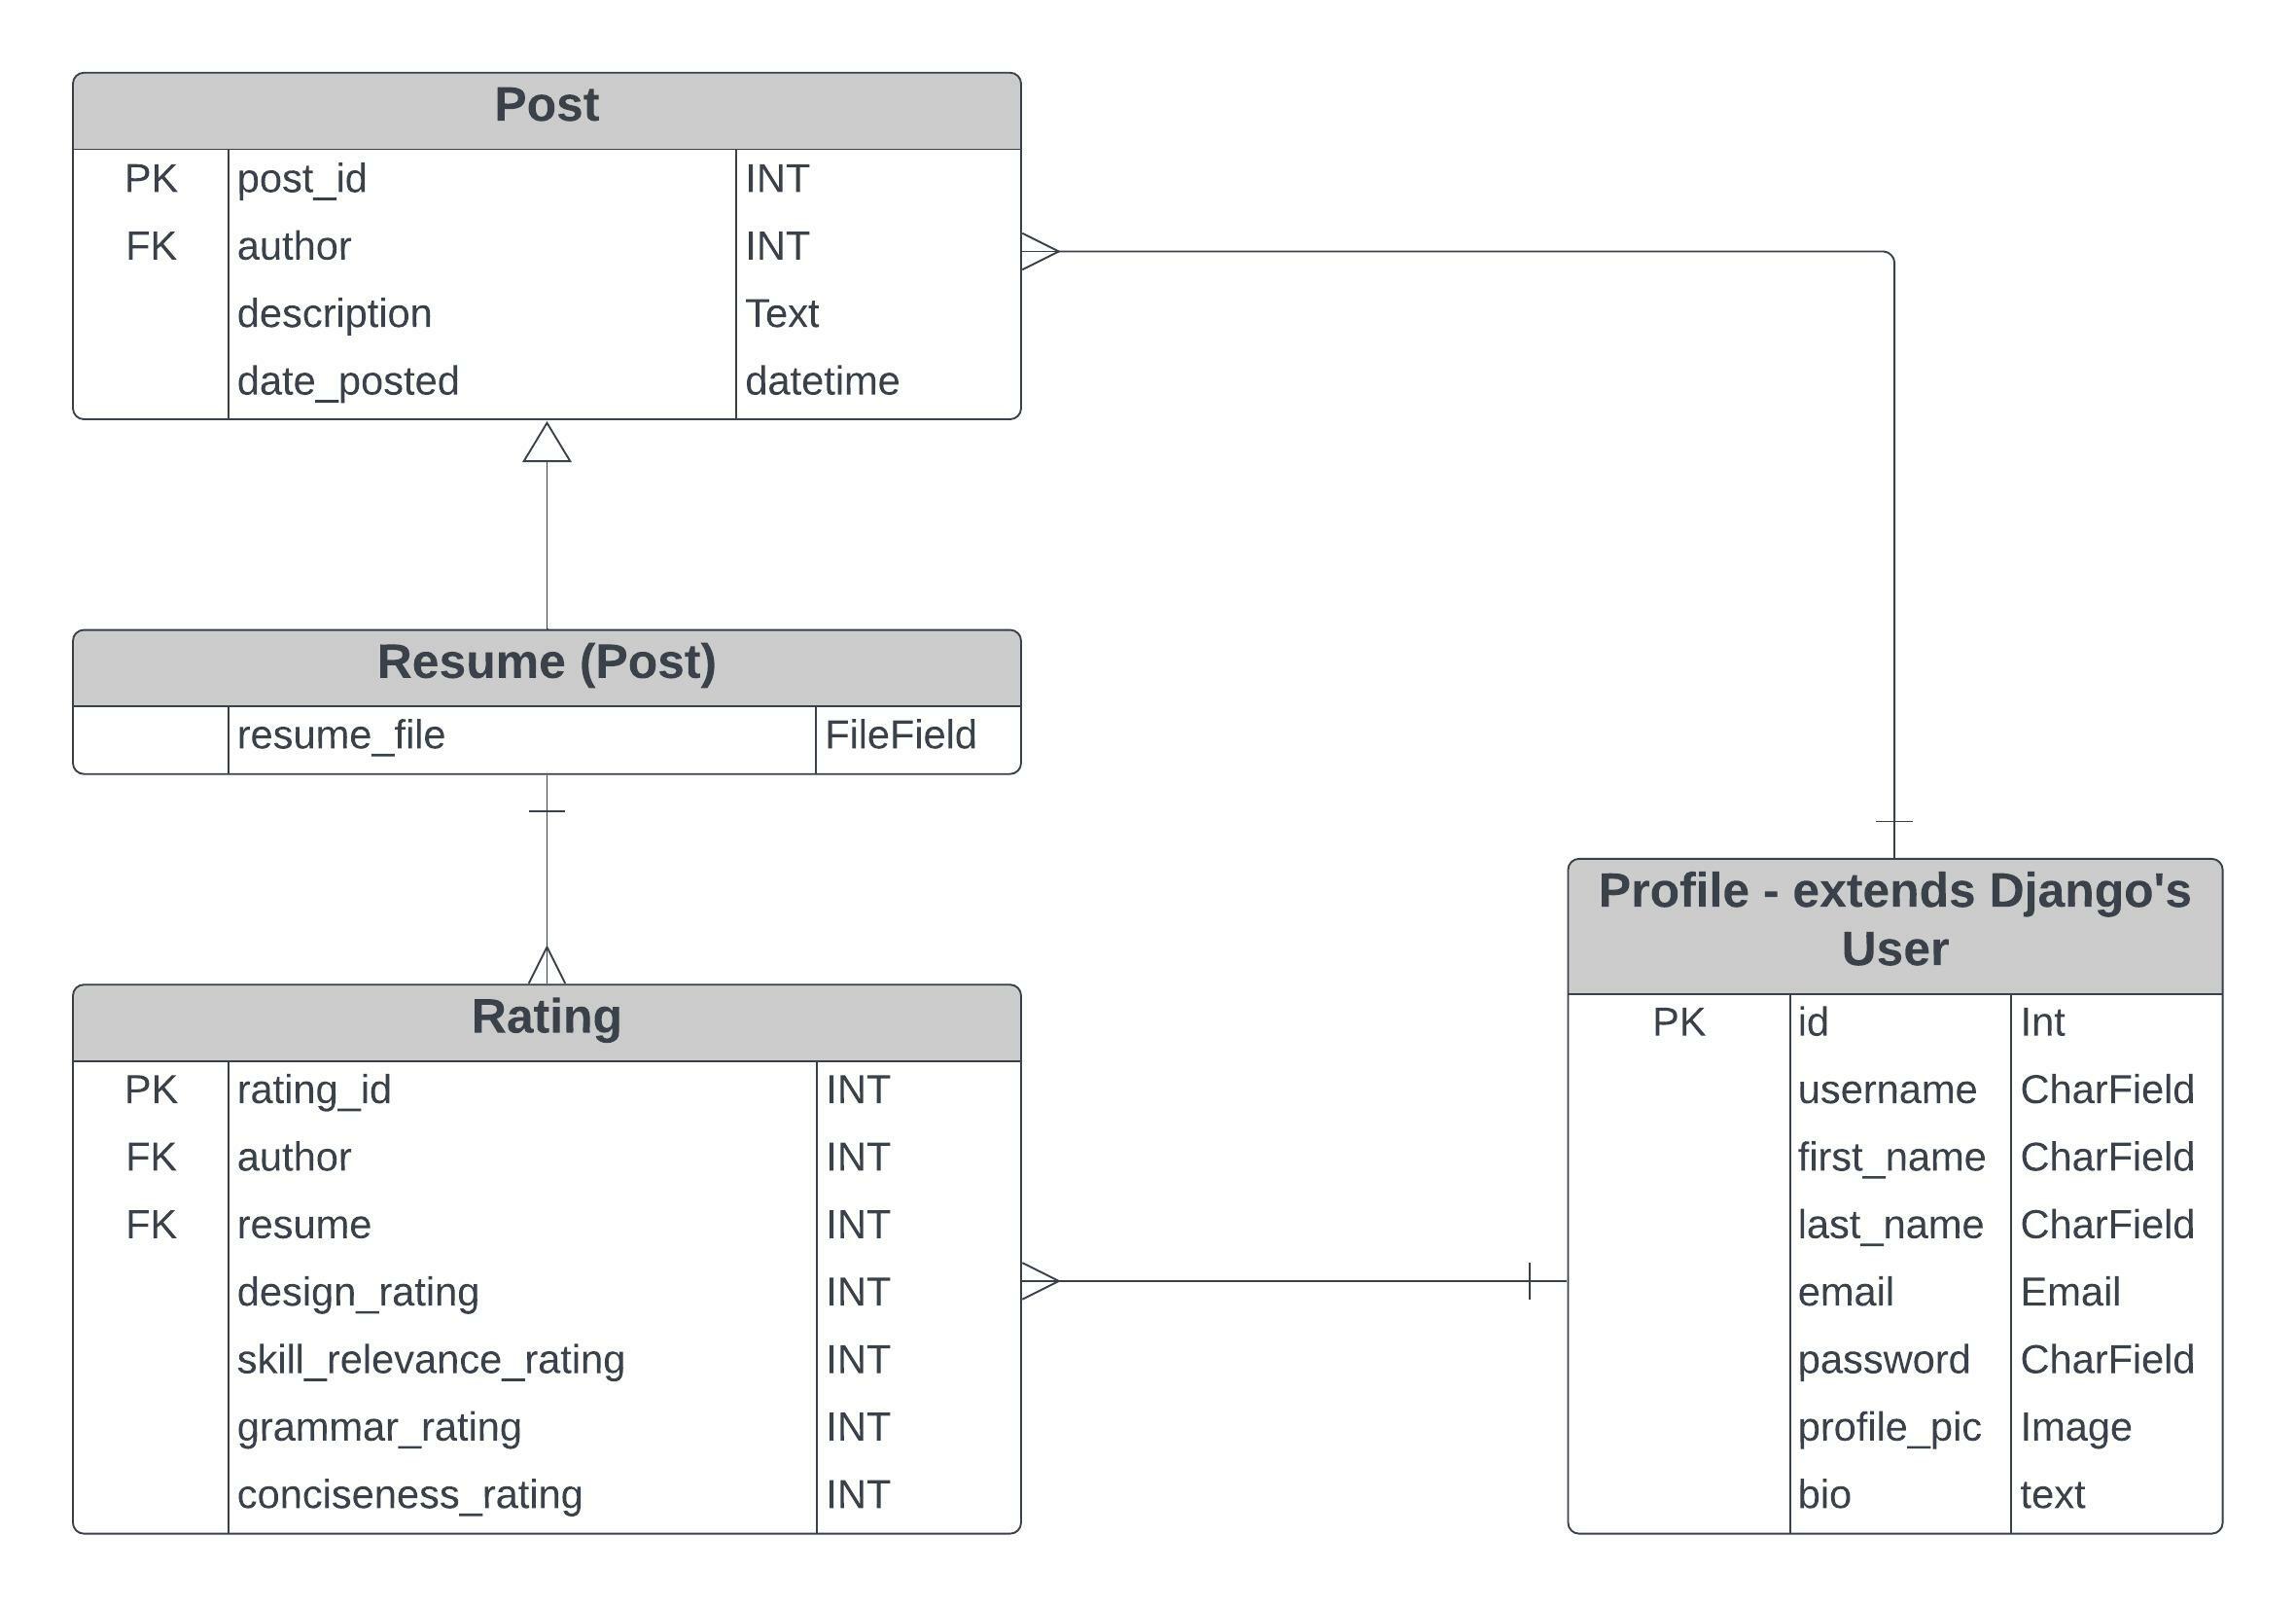 Post
PK post_id INT
FK author INT
description Text
date_posted datetime
Resume (Post)
resume_file FileField
Rating
PK rating_id INT
FK author INT
FK resume INT
design_rating INT
skill_relevance_rating INT
grammar_rating INT
conciseness_rating INT
Profile - extends Django's
User
PK id Int
username CharField
first_name CharField
last_name CharField
email Email
password CharField
profile_pic Image
bio text